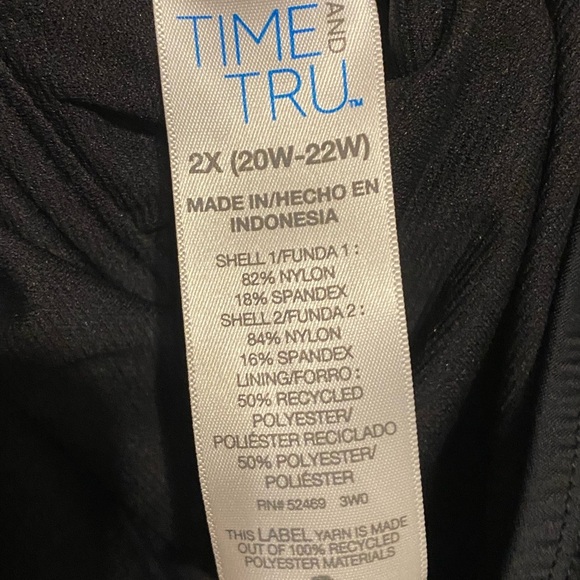 TIME AND
TRU™
2X (20W-22W)
MADE IN/HECHO EN
INDONESIA
SHELL 1/FUNDA 1:
82% NYLON
18% SPANDEX
SHELL 2/FUNDA 2:
84% NYLON
16% SPANDEX
LINING/FORRO:
50% RECYCLED
POLYESTER/
POLIÉSTER RECICLADO
50% POLYESTER/
POLIÉSTER
RN# 52469 3WD
THIS LABEL YARN IS MADE
OUT OF 100% RECYCLED
POLYESTER MATERIALS